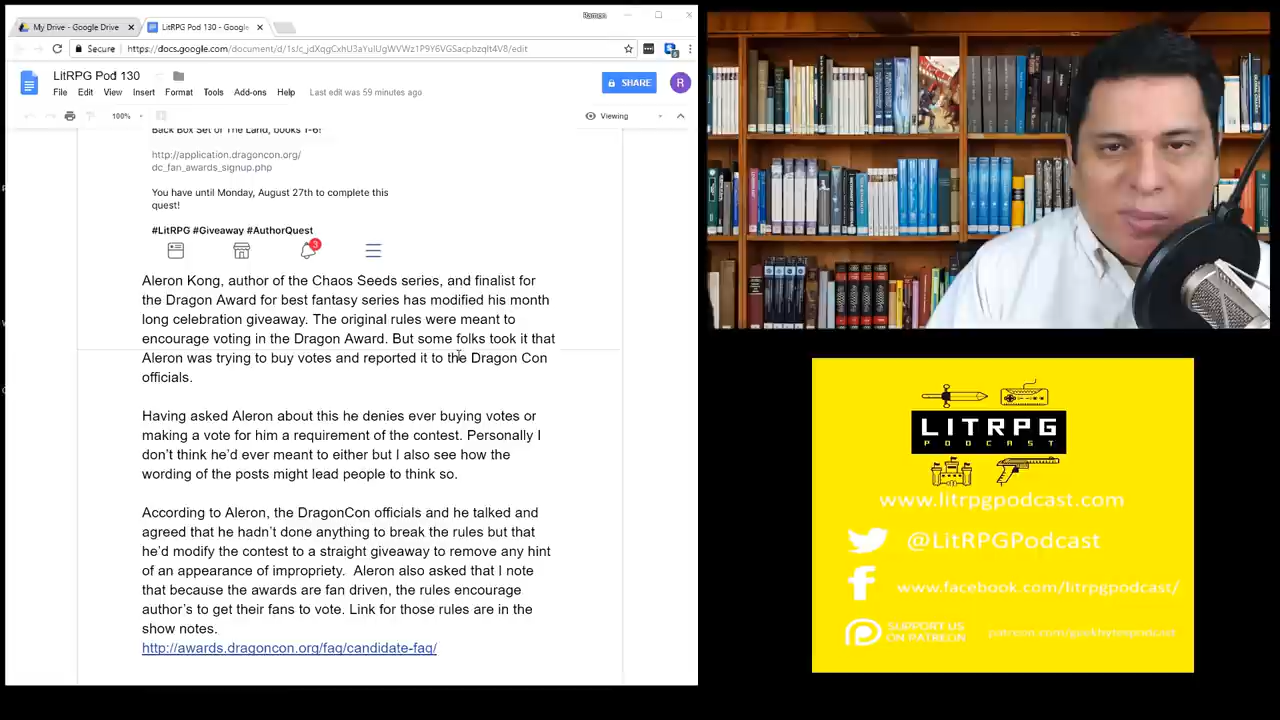 Ramon
My Drive - Google Drive
LitRPG Pod 130 - Google
Secure
LitRPG Pod 130
File Edit View Insert Format Tools Add-ons Help Last edit was 59 minutes ago
SHARE
R
100%
Viewing
Back Box Set of The Land, books 1-6!
http://application.dragoncon.org/
dc_fan_awards_signup.php
You have until Monday, August 27th to complete this
quest!
#LitRPG #Giveaway #AuthorQuest
3
Aleron Kong, author of the Chaos Seeds series, and finalist for
the Dragon Award for best fantasy series has modified his month
long celebration giveaway. The original rules were meant to
encourage voting in the Dragon Award. But some folks took it that
Aleron was trying to buy votes and reported it to the Dragon Con
officials.
Having asked Aleron about this he denies ever buying votes or
making a vote for him a requirement of the contest. Personally I
don't think he'd ever meant to either but I also see how the
wording of the posts might lead people to think so.
According to Aleron, the DragonCon officials and he talked and
agreed that he hadn't done anything to break the rules but that
he'd modify the contest to a straight giveaway to remove any hint
of an appearance of impropriety. Aleron also asked that I note
that because the awards are fan driven, the rules encourage
author's to get their fans to vote. Link for those rules are in the
show notes.
http://awards.dragoncon.org/faq/candidate-faq/
LITRPG
PODCAST
www.litrpgpodcast.com
@LitRPGPodcast
www.facebook.com/litrpgpodcast/
SUPPORT US
ON PATREON
patreon.com/geekbytespodcast